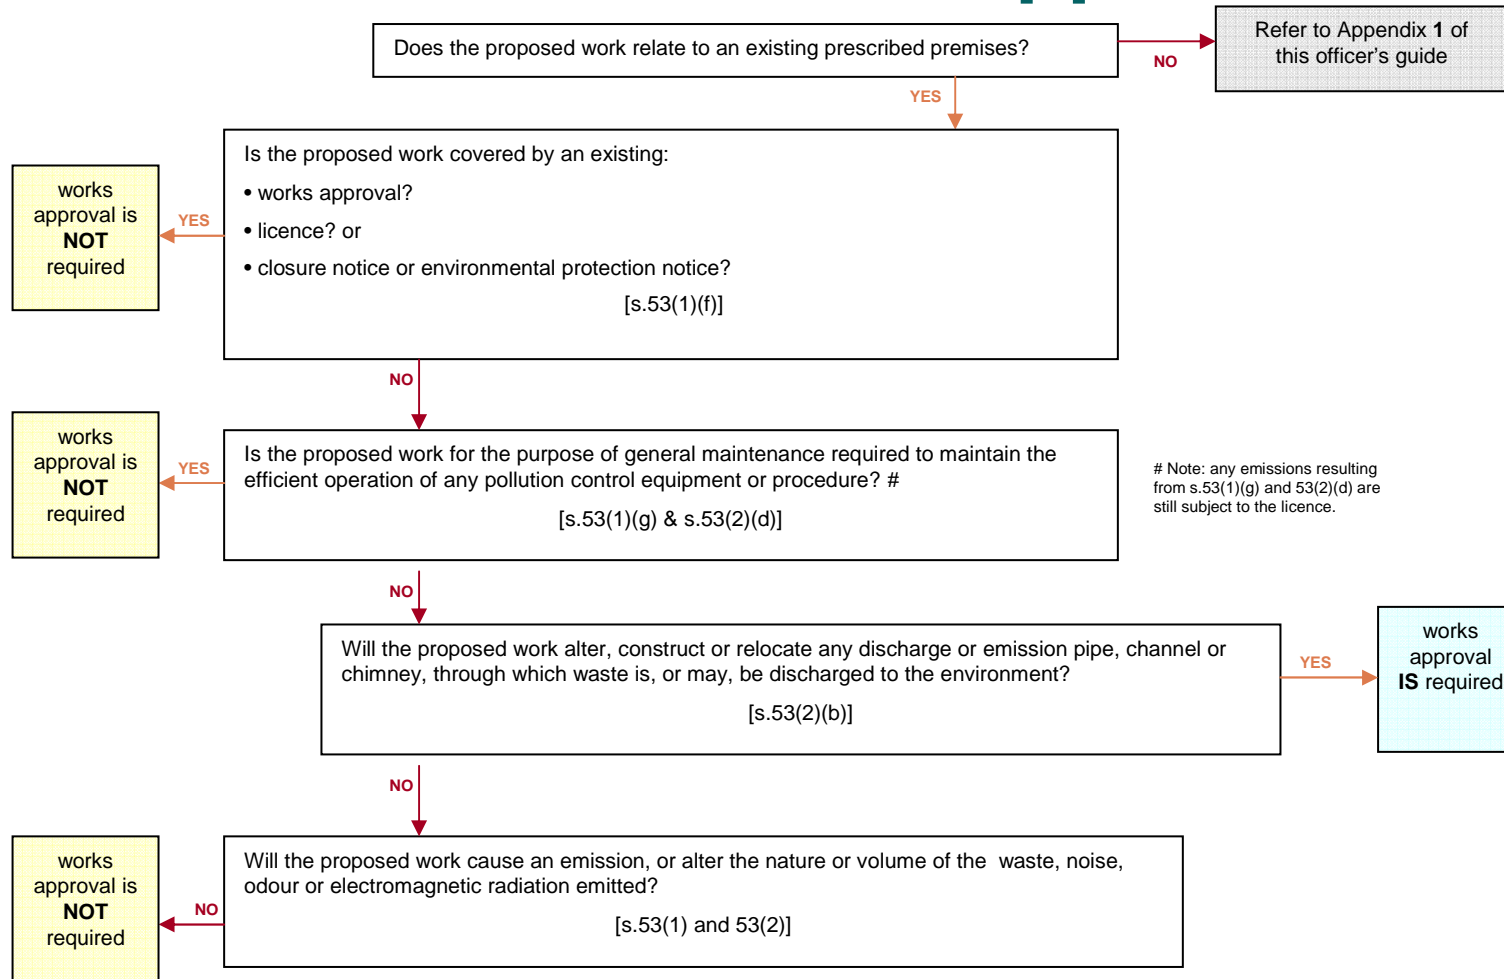 Does the proposed work relate to an existing prescribed premises?
NO
Refer to Appendix 1 of
this officer's guide
YES
Is the proposed work covered by an existing:
• works approval?
• licence? or
• closure notice or environmental protection notice?
[s.53(1)(f)]
YES
works
approval is
NOT
required
NO
Is the proposed work for the purpose of general maintenance required to maintain the
efficient operation of any pollution control equipment or procedure? #
[s.53(1)(g) & s.53(2)(d)]
YES
works
approval is
NOT
required
# Note: any emissions resulting
from s.53(1)(g) and 53(2)(d) are
still subject to the licence.
NO
Will the proposed work alter, construct or relocate any discharge or emission pipe, channel or
chimney, through which waste is, or may, be discharged to the environment?
[s.53(2)(b)]
YES
works
approval
IS required
NO
Will the proposed work cause an emission, or alter the nature or volume of the  waste, noise,
odour or electromagnetic radiation emitted?
[s.53(1) and 53(2)]
NO
works
approval is
NOT
required